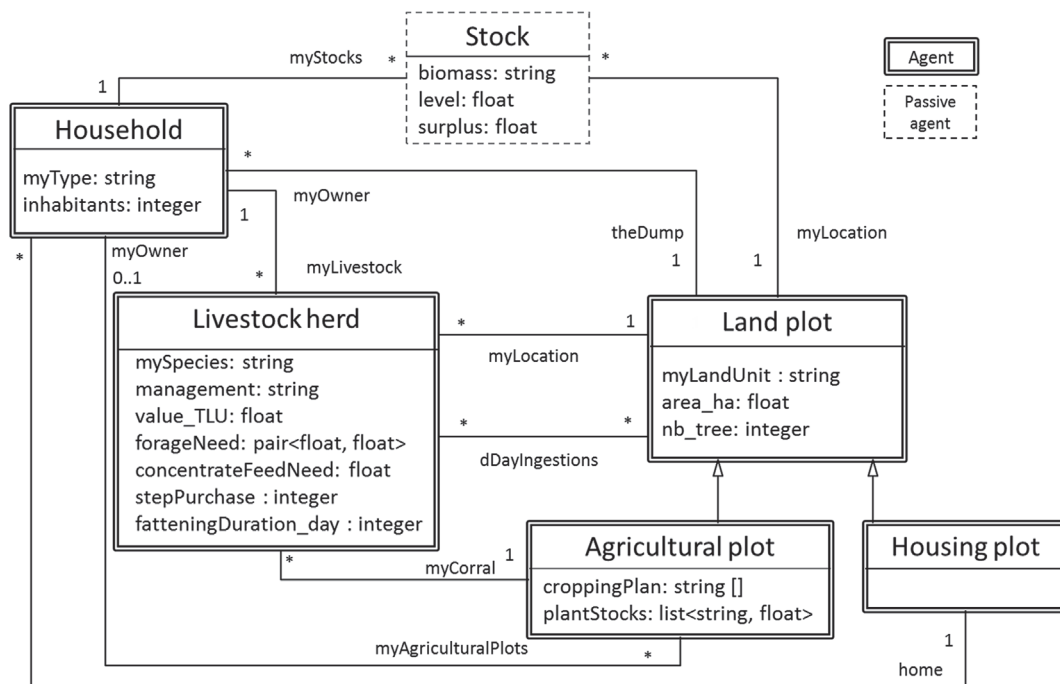 Stock
biomass: string
level: float
surplus: float
Agent
Passive
agent
myStocks
*
*
1
Household
myType: string
inhabitants: integer
*
myOwner
1
theDump
1
myLocation
1
*
myOwner
0..1
*
myLivestock
Livestock herd
mySpecies: string
management: string
value_TLU: float
forageNeed: pair<float, float>
concentrateFeedNeed: float
stepPurchase : integer
fatteningDuration_day : integer
*
1
myLocation
*
*
dDayIngestions
Land plot
myLandUnit : string
area_ha: float
nb_tree: integer
*
myCorral
1
Agricultural plot
croppingPlan: string []
plantStocks: list<string, float>
Housing plot
myAgriculturalPlots
*
1
home